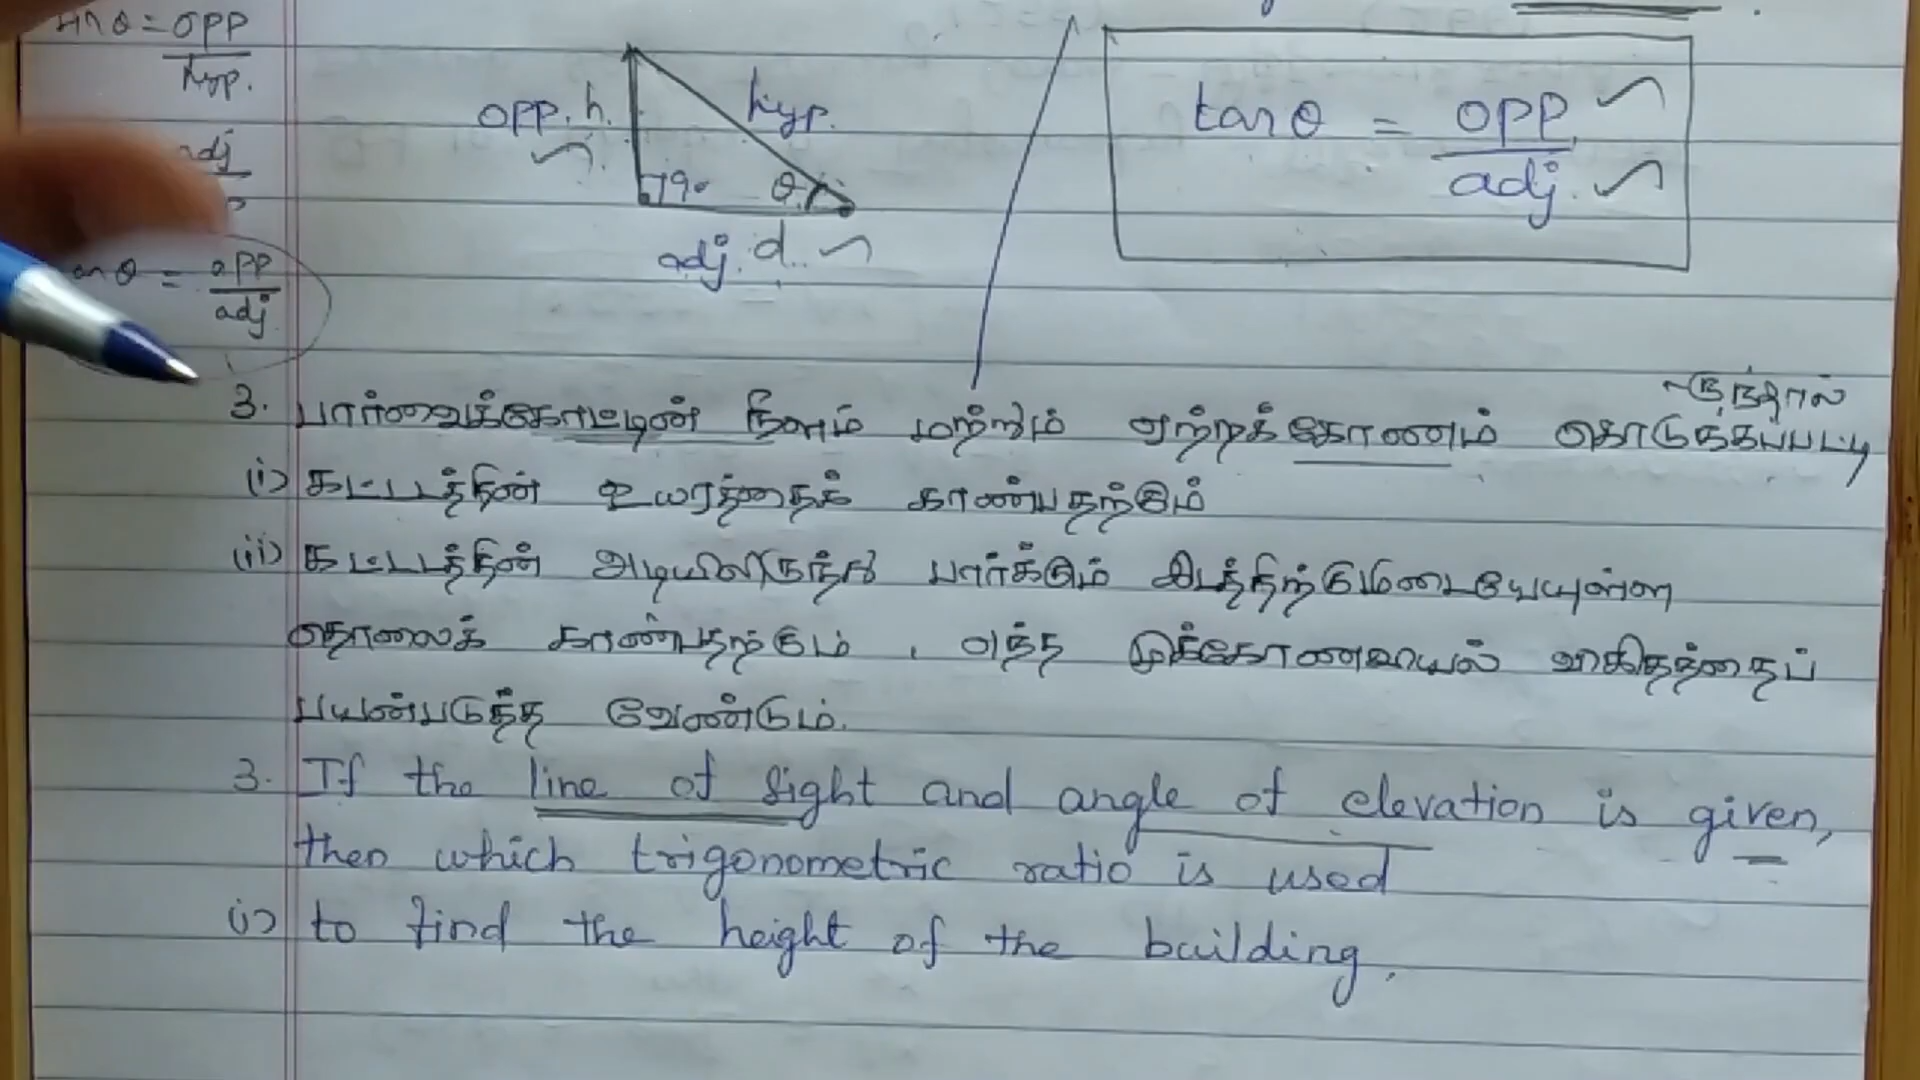 sin θ = opp
hyp.
adj
tan θ = opp
adj
opp. h.
hyp.
90
θ
adj. d.
tan θ = opp
adj.
ருந்தால்
3. பார்வைக்கோட்டின் நீளம் மற்றும் ஏற்றக்கோணம் கொடுக்கப்பட்டி
(i) கட்டடத்தின் உயரத்தைக் காண்பதற்கும்
(ii) கட்டடத்தின் அடியிலிருந்து பார்க்கும் இடத்திற்குமிடையேயுள்ள
தொலைக் காண்பதற்கும், எந்த முக்கோணவியல் விகிதத்தைப்
பயன்படுத்த வேண்டும்.
3. If the line of sight and angle of elevation is given,
then which trigonometric ratio is used
(i) to find the height of the building.